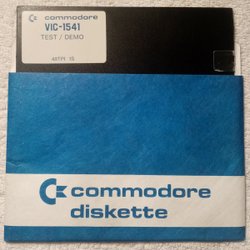 commodore
VIC-1541
TEST / DEMO
48TPI 1S
commodore
diskette